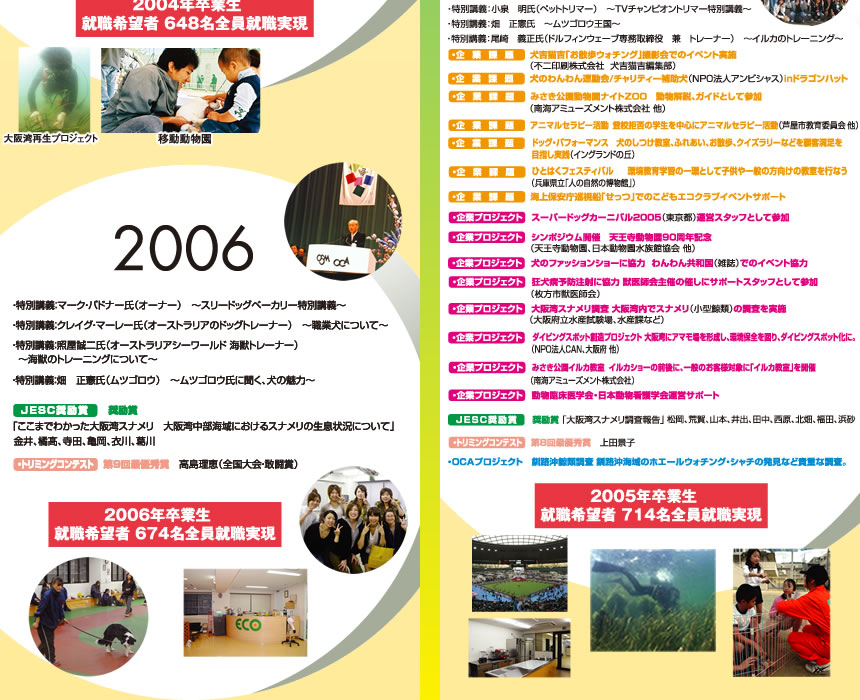 2004年卒業生
就職希望者 648名全員就職実現
大阪湾再生プロジェクト
移動動物園
2006
OSM OCA
・特別講義：マーク・バドナー氏（オーナー） ～スリードッグベーカリー特別講義～
・特別講義：クレイグ・マーレー氏（オーストラリアのドッグトレーナー） ～職業犬について～
・特別講義：照屋誠二氏（オーストラリアシーワールド 海獣トレーナー）
～海獣のトレーニングについて～
・特別講義：畑 正憲氏（ムツゴロウ） ～ムツゴロウ氏に聞く、犬の魅力～
JESC奨励賞 奨励賞
「ここまでわかった大阪湾スナメリ 大阪湾中部海域におけるスナメリの生息状況について」
金井、橘高、寺田、亀岡、衣川、葛川
・トリミングコンテスト 第9回最優秀賞 高島理恵（全国大会・敢闘賞）
2006年卒業生
就職希望者 674名全員就職実現
ECO
・特別講義：小泉 明氏（ペットトリマー） ～TVチャンピオントリマー特別講義～
・特別講義：畑 正憲氏 ～ムツゴロウ王国～
・特別講義：尾崎 義正氏（ドルフィンウェーブ専務取締役 兼 トレーナー） ～イルカのトレーニング～
・企業課題 犬吉猫吉「お散歩ウォチング」撮影会でのイベント実施
（不二印刷株式会社 犬吉猫吉編集部）
・企業課題 犬のわんわん運動会/チャリティー補助犬（NPO法人アンビシャス）inドラゴンハット
・企業課題 みさき公園動物園ナイトZOO 動物解説、ガイドとして参加
（南海アミューズメント株式会社 他）
・企業課題 アニマルセラピー活動 登校拒否の学生を中心にアニマルセラピー活動（芦屋市教育委員会 他）
・企業課題 ドッグ・パフォーマンス 犬のしつけ教室、ふれあい、お散歩、クイズラリーなどを顧客満足を
目指し実践（イングランドの丘）
・企業課題 ひとはくフェスティバル 環境教育学習の一環として子供や一般の方向けの教室を行なう
（兵庫県立「人の自然の博物館」）
・企業課題 海上保安庁巡視船「せっつ」でのこどもエコクラブイベントサポート
・企業プロジェクト スーパードッグカーニバル2005（東京都）運営スタッフとして参加
・企業プロジェクト シンポジウム開催 天王寺動物園90周年記念
（天王寺動物園、日本動物園水族館協会 他）
・企業プロジェクト 犬のファッションショーに協力 わんわん共和国（雑誌）でのイベント協力
・企業プロジェクト 狂犬病予防注射に協力 獣医師会主催の催しにサポートスタッフとして参加
（枚方市獣医師会）
・企業プロジェクト 大阪湾スナメリ調査 大阪湾内でスナメリ（小型鯨類）の調査を実施
（大阪府立水産試験場、水産課など）
・企業プロジェクト ダイビングスポット創造プロジェクト 大阪湾にアマモ場を形成し、環境保全を図り、ダイビングスポット化に。
（NPO法人CAN、大阪府 他）
・企業プロジェクト みさき公園イルカ教室 イルカショーの前後に、一般のお客様対象に「イルカ教室」を開催
（南海アミューズメント株式会社）
・企業プロジェクト 動物臨床医学会・日本動物看護学会運営サポート
JESC奨励賞 奨励賞 「大阪湾スナメリ調査報告」 松岡、荒賀、山本、井出、田中、西原、北畑、福田、浜砂
・トリミングコンテスト 第8回最優秀賞 上田景子
・OCAプロジェクト 釧路沖鯨類調査 釧路沖海域のホエールウォッチング・シャチの発見など貴重な調査。
2005年卒業生
就職希望者 714名全員就職実現